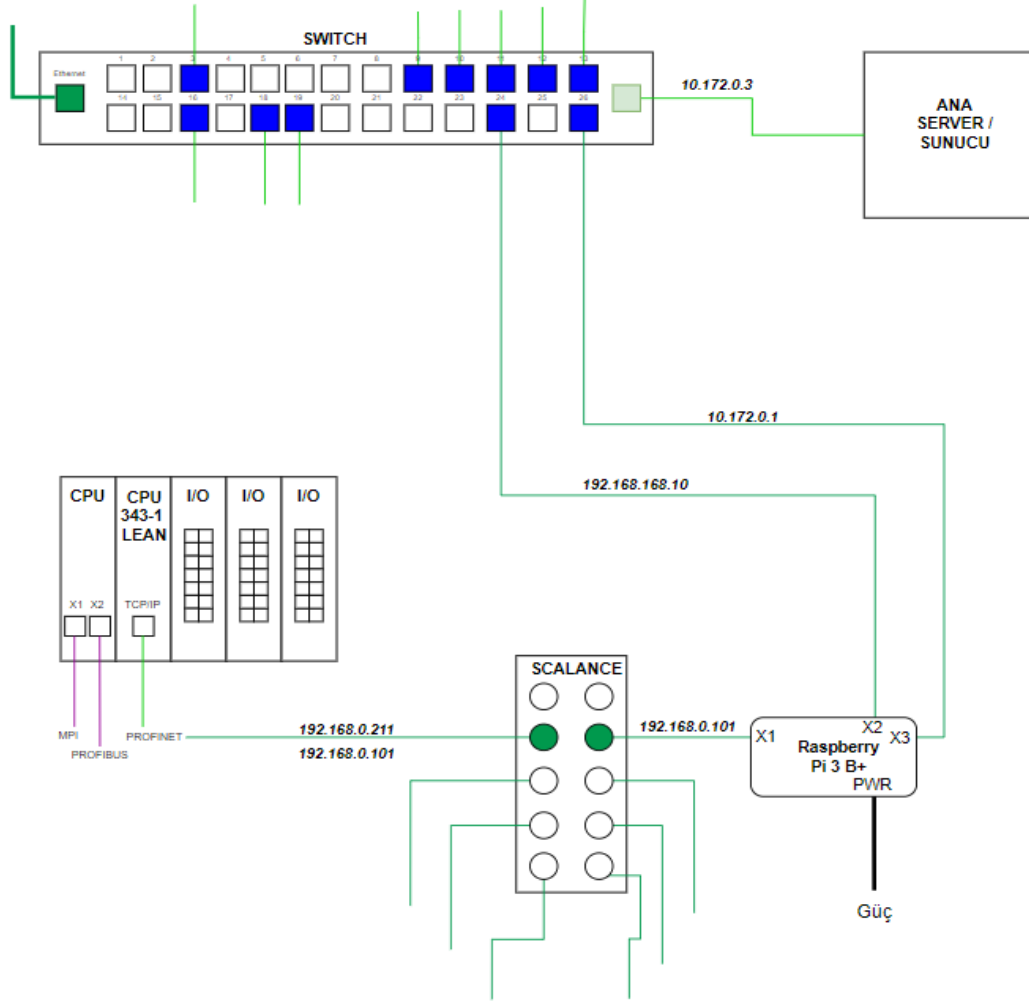 SWITCH
Ethernet
1 2 3 4 5 6 7 8 9 10 11 12 13
14 15 16 17 18 19 20 21 22 23 24 25 26
10.172.0.3
ANA
SERVER /
SUNUCU
10.172.0.1
192.168.168.10
CPU
CPU
343-1
LEAN
I/O
I/O
I/O
X1 X2
TCP/IP
MPI
PROFIBUS
PROFINET
192.168.0.211
192.168.0.101
SCALANCE
192.168.0.101
X1
X2
X3
Raspberry
Pi 3 B+
PWR
Güç